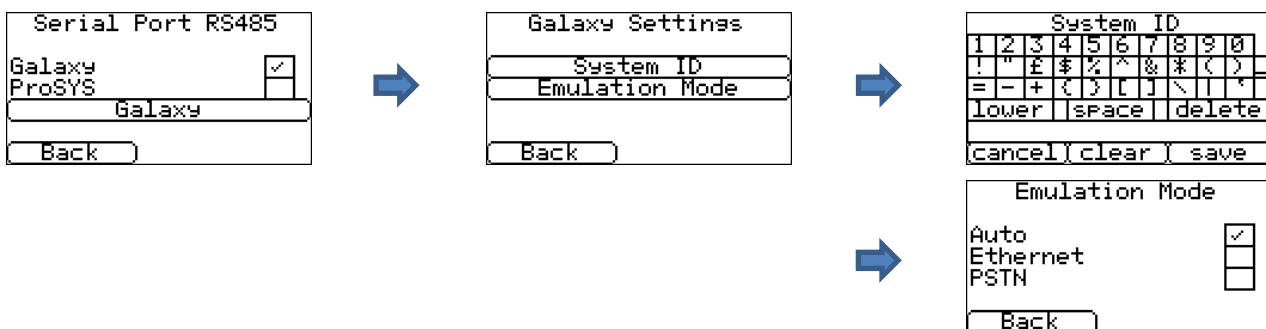 Serial Port RS485
Galaxy
ProSYS
Galaxy
Back
Galaxy Settings
System ID
Emulation Mode
Back
System ID
1 2 3 4 5 6 7 8 9 0
! " £ $ % ^ & * ( ) _
= - + { } [ ] \ | `
lower space delete
cancel clear save
Emulation Mode
Auto
Ethernet
PSTN
Back